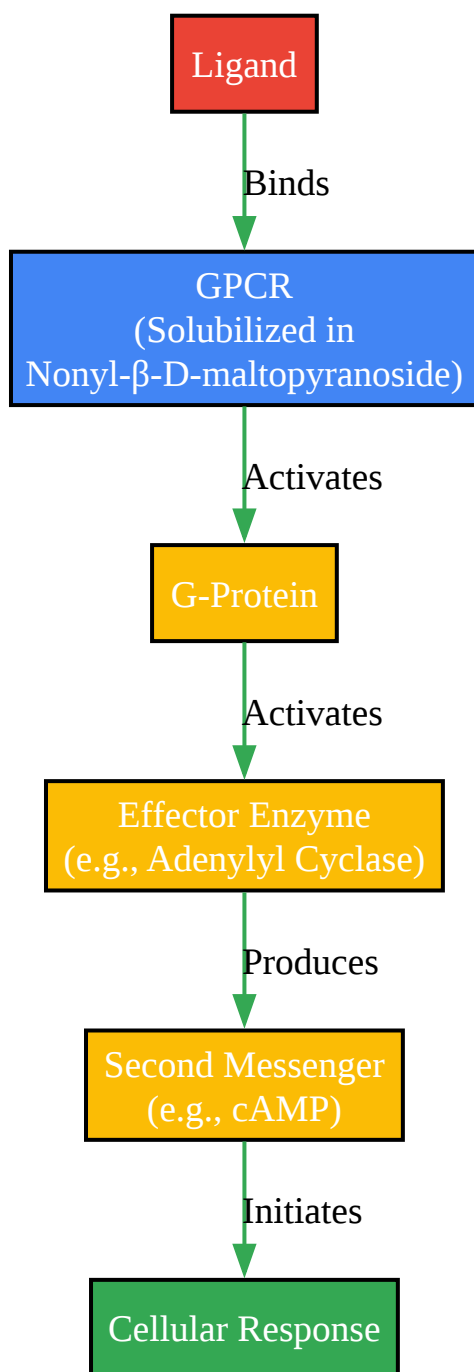 Ligand
Binds
GPCR
(Solubilized in
Nonyl-β-D-maltopyranoside)
Activates
G-Protein
Activates
Effector Enzyme
(e.g., Adenylyl Cyclase)
Produces
Second Messenger
(e.g., cAMP)
Initiates
Cellular Response